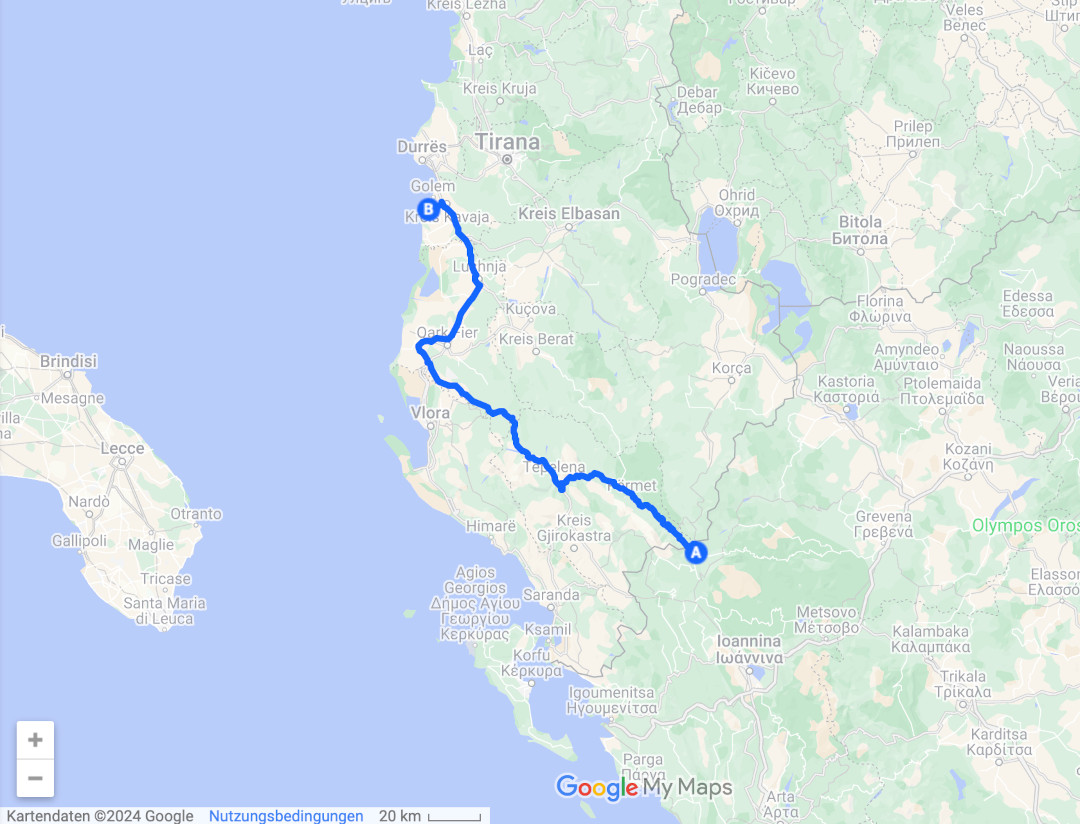 Kreis Lezha
Veles
Велес
Laç
Kičevo
Кичево
Kreis Kruja
Debar
Дебар
Prilep
Прилеп
Durrës
Tirana
Golem
Ohrid
Охрид
Kreis Kavaja
Kreis Elbasan
Bitola
Битола
Lushnja
Pogradec
Kuçova
Florina
Φλώρινα
Edessa
Έδεσσα
Qark Fier
Kreis Berat
Amyndeo
Αμύνταιο
Naoussa
Νάουσα
Brindisi
Korça
Kastoria
Καστοριά
Ptolemaida
Πτολεμαΐδα
Veria
Mesagne
Vlora
Lecce
Kozani
Κοζάνη
Tepelena
Përmet
Nardò
Otranto
Gallipoli
Maglie
Himarë
Kreis
Gjirokastra
Grevena
Γρεβενά
Olympos Oros
Tricase
Agios
Georgios
Δήμος Αγίου
Γεωργίου
Κέρκυρας
Saranda
Santa Maria
di Leuca
Metsovo
Μέτσοβο
Ksamil
Ioannina
Ιωάννινα
Kalambaka
Καλαμπάκα
Korfu
Κέρκυρα
Igoumenitsa
Ηγουμενίτσα
Trikala
Τρίκαλα
Karditsa
Καρδίτσα
Parga
Πάργα
Arta
Άρτα
A
B
+
−
Google My Maps
Kartendaten ©2024 Google Nutzungsbedingungen 20 km